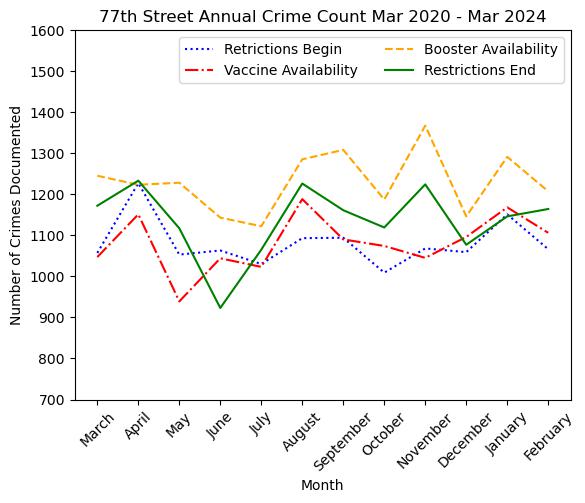 77th Street Annual Crime Count Mar 2020 - Mar 2024
Retrictions Begin
Vaccine Availability
Booster Availability
Restrictions End
Number of Crimes Documented
1600
1500
1400
1300
1200
1100
1000
900
800
700
March
April
May
June
July
August
September
October
November
December
January
February
Month